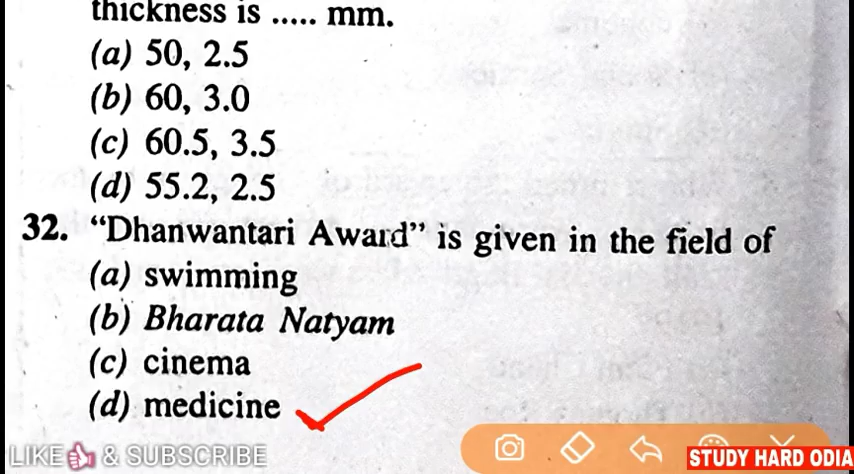 thickness is ..... mm.
(a) 50, 2.5
(b) 60, 3.0
(c) 60.5, 3.5
(d) 55.2, 2.5
32. “Dhanwantari Award” is given in the field of
(a) swimming
(b) Bharata Natyam
(c) cinema
(d) medicine
LIKE & SUBSCRIBE
STUDY HARD ODIA